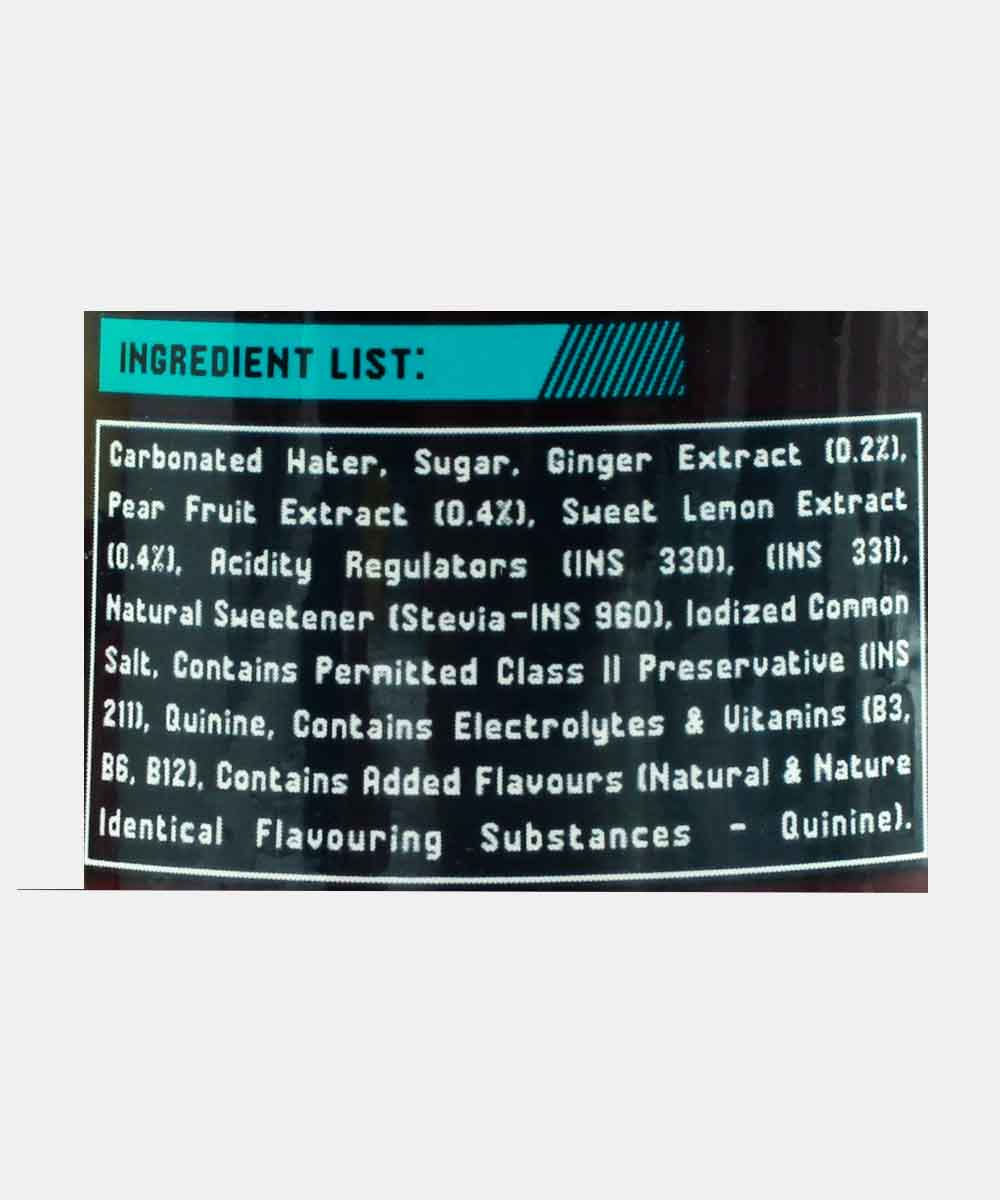 INGREDIENT LIST:
Carbonated Water, Sugar, Ginger Extract (0.2%),
Pear Fruit Extract (0.4%), Sweet Lemon Extract
(0.4%), Acidity Regulators (INS 330), (INS 331),
Natural Sweetener (Stevia-INS 960), Iodized Common
Salt, Contains Permitted Class II Preservative (INS
211), Quinine, Contains Electrolytes & Vitamins (B3,
B6, B12), Contains Added Flavours (Natural & Nature
Identical Flavouring Substances - Quinine).